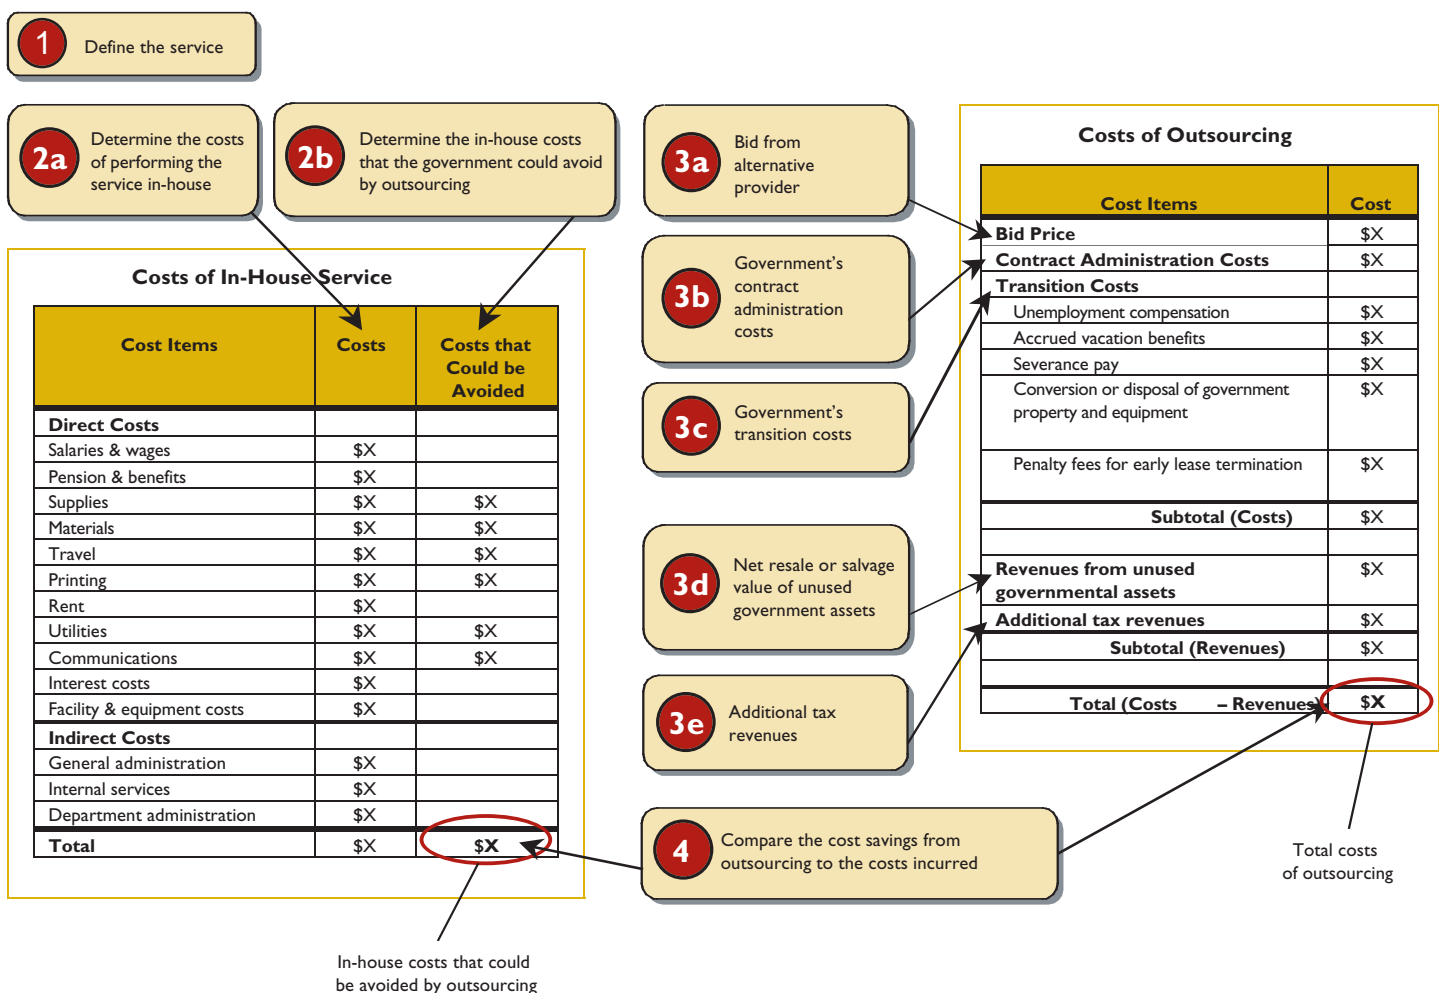 1 Define the service
2a Determine the costs
of performing the
service in-house
2b Determine the in-house costs
that the government could avoid
by outsourcing
Costs of In-House Service
Cost Items Costs Costs that
Could be
Avoided
Direct Costs
Salaries & wages $X
Pension & benefits $X
Supplies $X $X
Materials $X $X
Travel $X $X
Printing $X $X
Rent $X
Utilities $X $X
Communications $X $X
Interest costs $X
Facility & equipment costs $X
Indirect Costs
General administration $X
Internal services $X
Department administration $X
Total $X $X
In-house costs that could
be avoided by outsourcing
3a Bid from
alternative
provider
3b Government's
contract
administration
costs
3c Government's
transition costs
3d Net resale or salvage
value of unused
government assets
3e Additional tax
revenues
4 Compare the cost savings from
outsourcing to the costs incurred
Costs of Outsourcing
Cost Items Cost
Bid Price $X
Contract Administration Costs $X
Transition Costs
Unemployment compensation $X
Accrued vacation benefits $X
Severance pay $X
Conversion or disposal of government $X
property and equipment
Penalty fees for early lease termination $X
Subtotal (Costs) $X
Revenues from unused $X
governmental assets
Additional tax revenues $X
Subtotal (Revenues) $X
Total (Costs – Revenues) $X
Total costs
of outsourcing